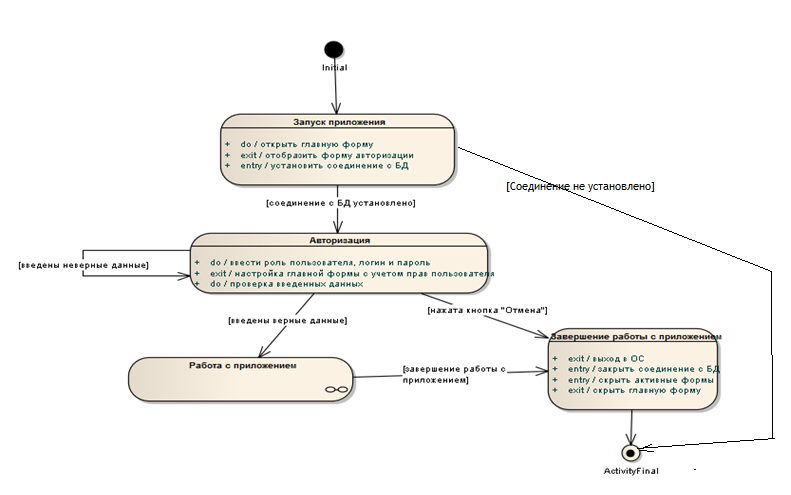 Initial
Запуск приложения
+ do / открыть главную форму
+ exit / отобразить форму авторизации
+ entry / установить соединение с БД
[Соединение не установлено]
[соединение с БД установлено]
Авторизация
+ do / ввести роль пользователя, логин и пароль
+ exit / настройка главной формы с учетом прав пользователя
+ do / проверка введенных данных
[введены неверные данные]
[введены верные данные]
[нажата кнопка "Отмена"]
Завершение работы с приложением
+ exit / выход в ОС
+ entry / закрыть соединение с БД
+ entry / скрыть активные формы
+ exit / скрыть главную форму
Работа с приложением
[завершение работы с
приложением]
ActivityFinal